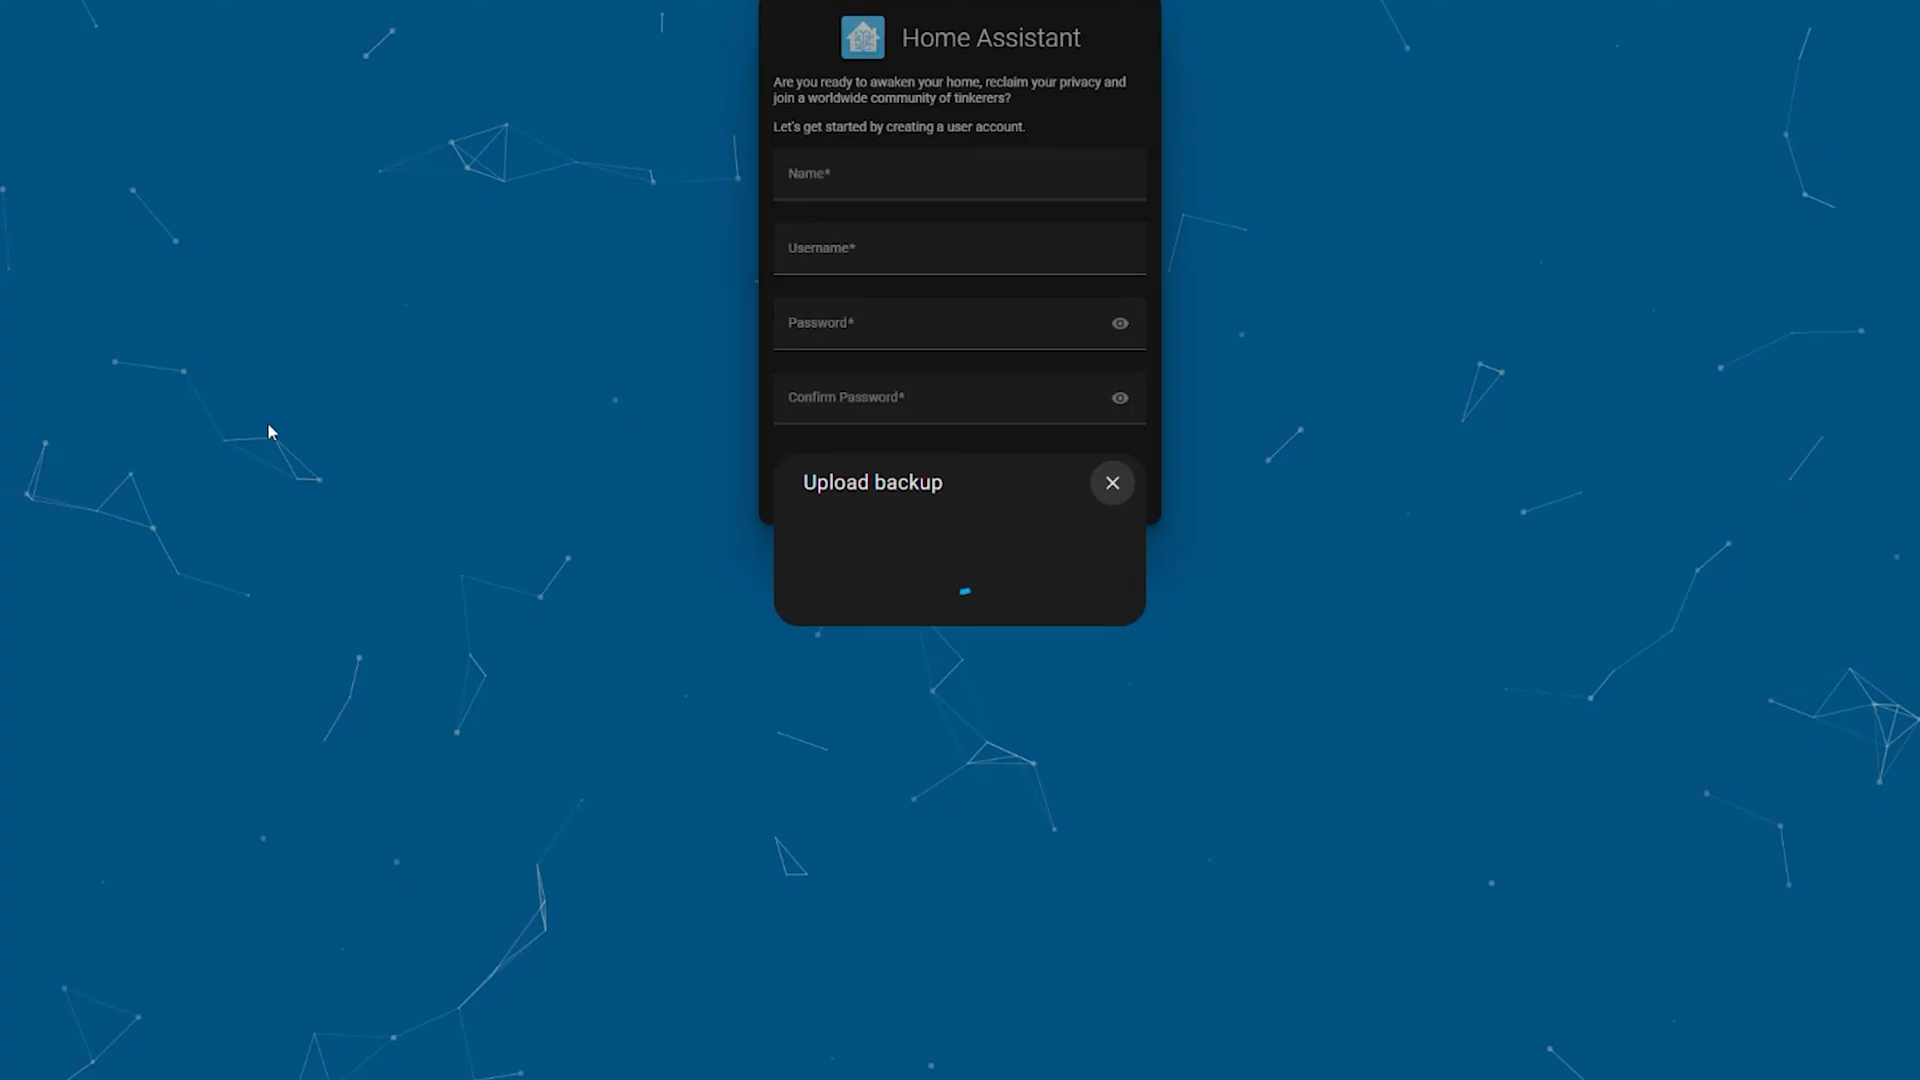 Home Assistant
Are you ready to awaken your home, reclaim your privacy and
join a worldwide community of tinkerers?
Let's get started by creating a user account.
Name*
Username*
Password*
Confirm Password*
Upload backup